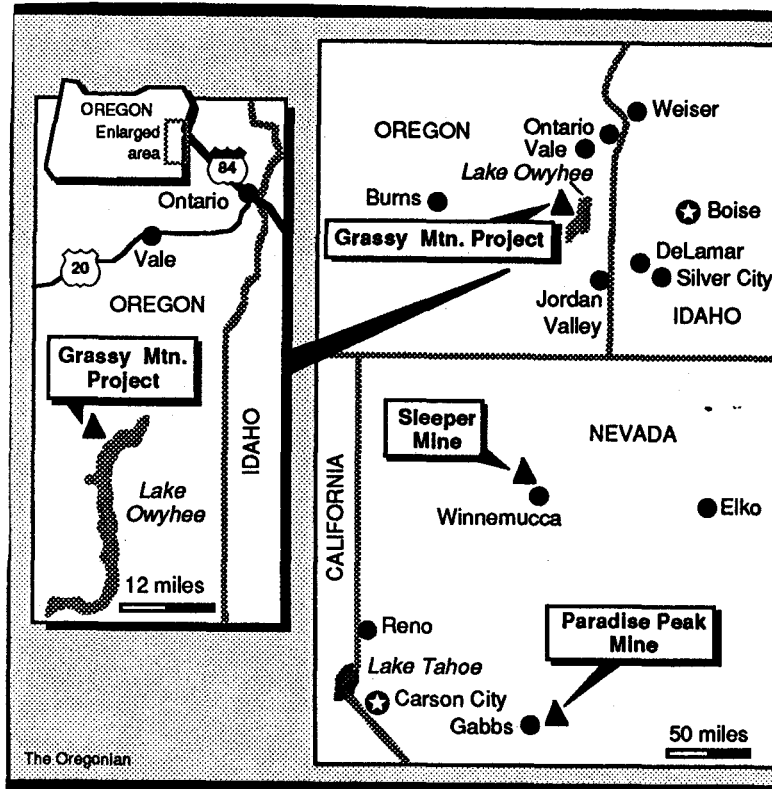 OREGON
Enlarged
area
84
Ontario
Vale
20
OREGON
Grassy Mtn.
Project
IDAHO
Lake
Owyhee
12 miles
The Oregonian
Weiser
OREGON
Ontario
Vale
Lake Owyhee
Burns
Boise
Grassy Mtn. Project
DeLamar
Silver City
Jordan
Valley
IDAHO
Sleeper
Mine
NEVADA
CALIFORNIA
Winnemucca
Elko
Reno
Paradise Peak
Mine
Lake Tahoe
Carson City
Gabbs
50 miles